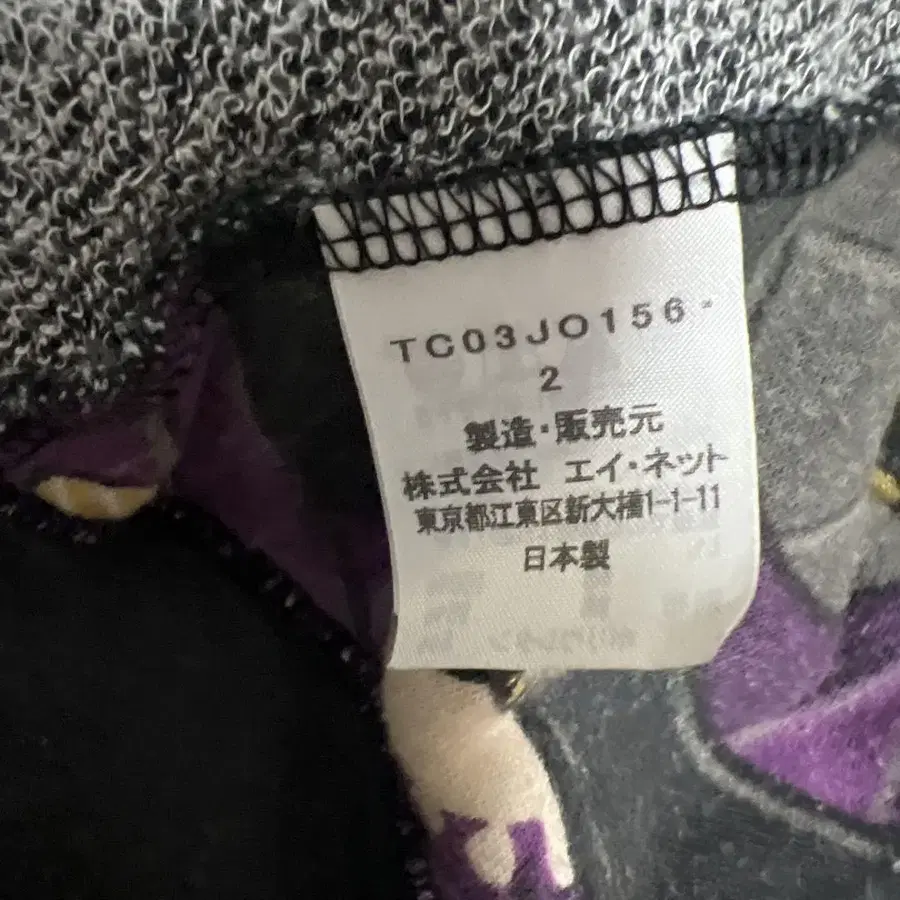 TC03JO156-
2
製造・販売元
株式会社 エイ・ネット
東京都江東区新大橋1-1-11
日本製